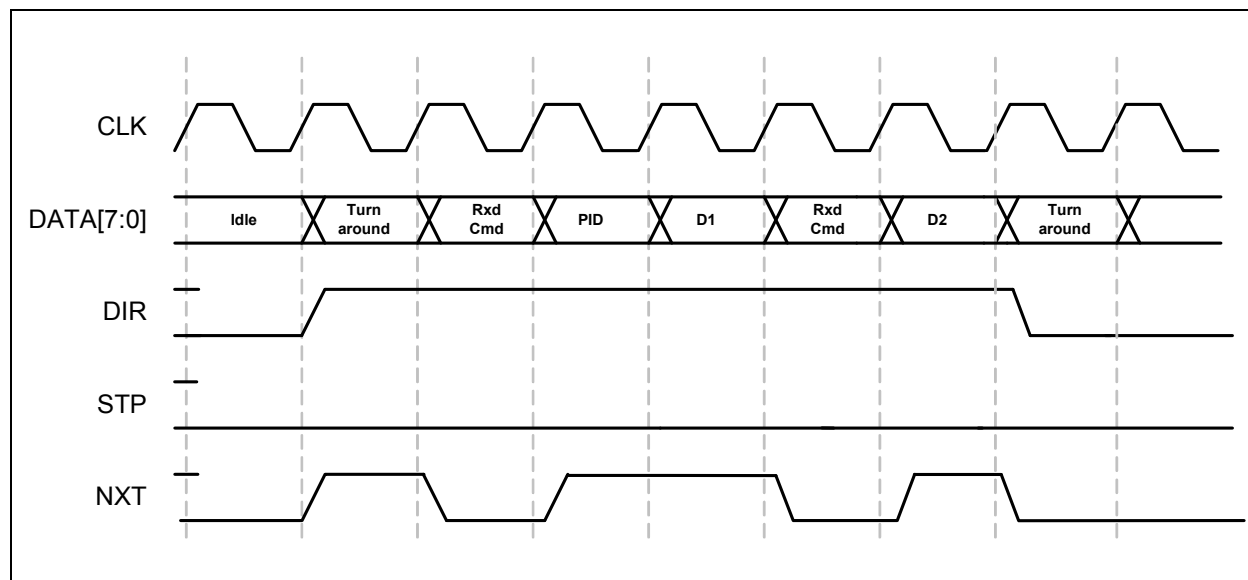 CLK
DATA[7:0]
Idle
Turn
around
Rxd
Cmd
PID
D1
Rxd
Cmd
D2
Turn
around
DIR
STP
NXT